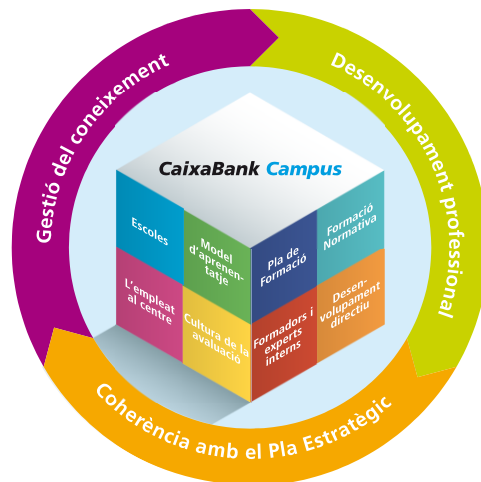 Gestió del coneixement
Desenvolupament professional
CaixaBank Campus
Escoles
Model
d'aprenen-
tatge
Pla de
Formació
Formació
Normativa
L'empleat
al centre
Cultura de la
avaluació
Formadors i
experts
interns
Desen-
volupament
directiu
Coherència amb el Pla Estratègic